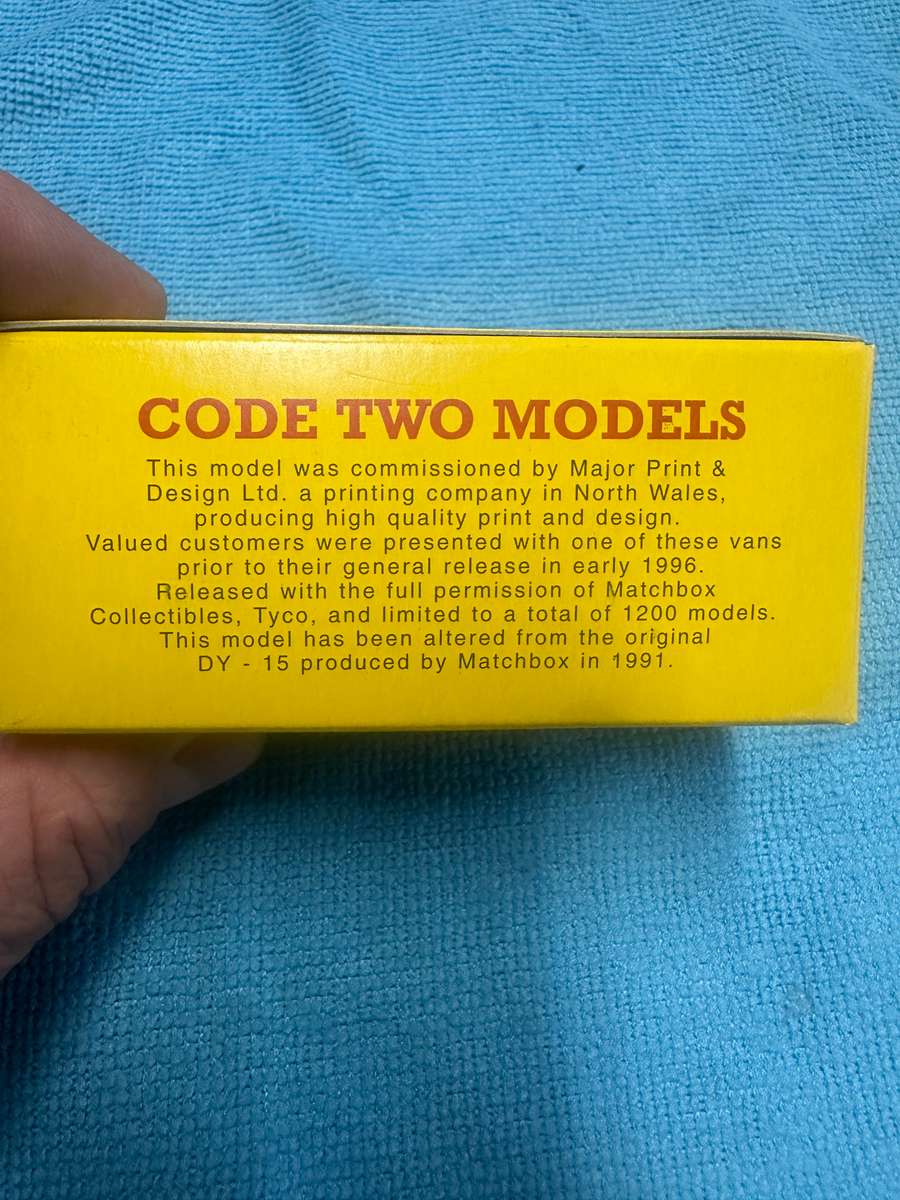 CODE TWO MODELS
This model was commissioned by Major Print &
Design Ltd. a printing company in North Wales,
producing high quality print and design.
Valued customers were presented with one of these vans
prior to their general release in early 1996.
Released with the full permission of Matchbox
Collectibles, Tyco, and limited to a total of 1200 models.
This model has been altered from the original
DY - 15 produced by Matchbox in 1991.